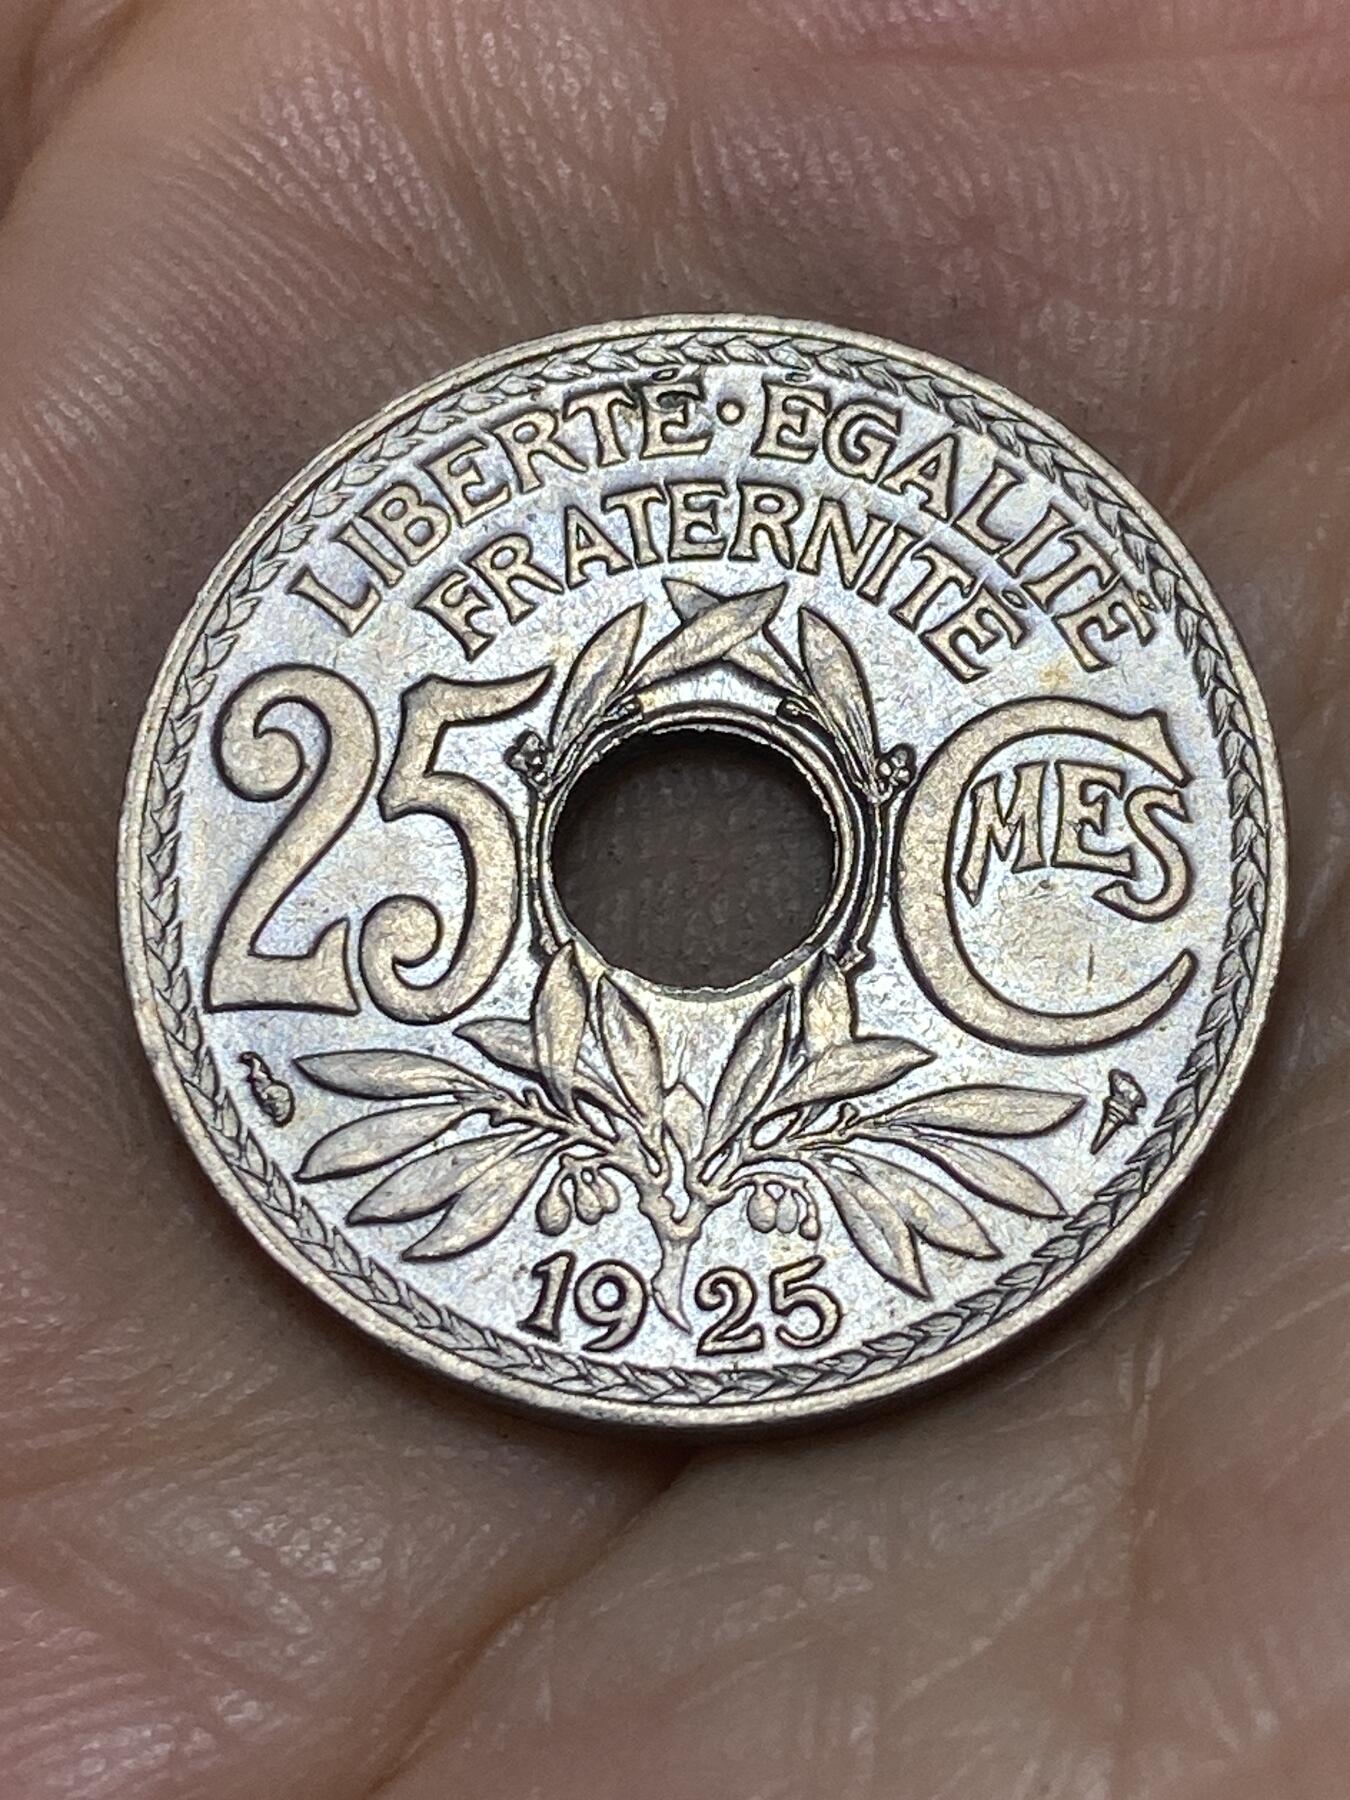 LIBERTÉ · ÉGALITÉ
FRATERNITÉ
25 CMES
1925